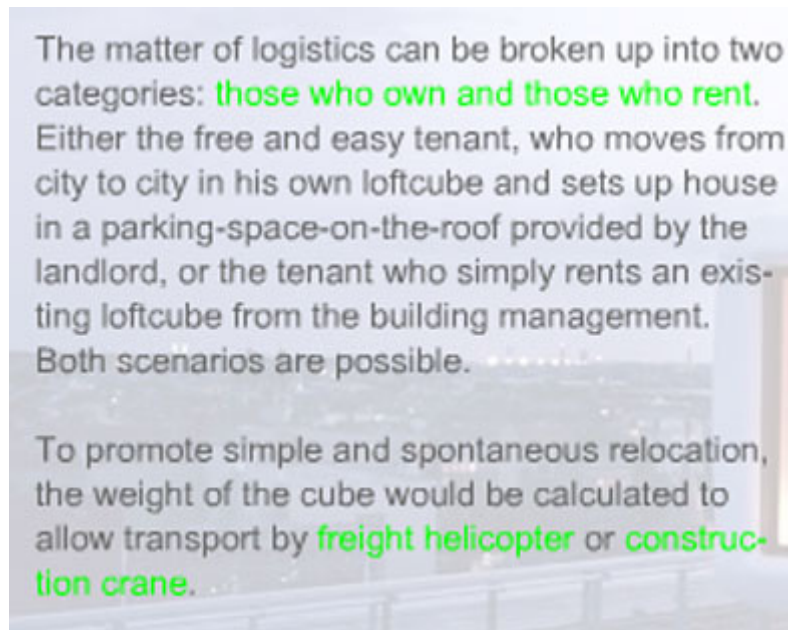 The matter of logistics can be broken up into two
categories: those who own and those who rent.
Either the free and easy tenant, who moves from
city to city in his own loftcube and sets up house
in a parking-space-on-the-roof provided by the
landlord, or the tenant who simply rents an exis-
ting loftcube from the building management.
Both scenarios are possible.
To promote simple and spontaneous relocation,
the weight of the cube would be calculated to
allow transport by freight helicopter or construc-
tion crane.